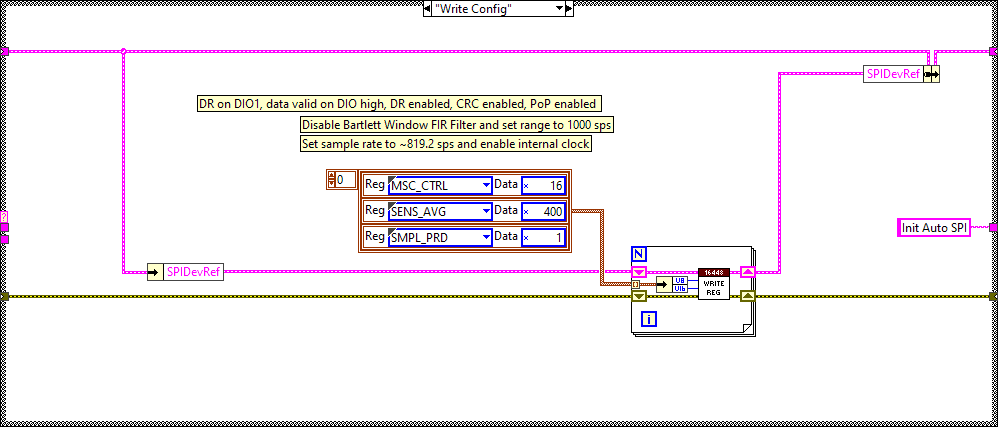 "Write Config"
SPIDevRef
DR on DIO1, data valid on DIO high, DR enabled, CRC enabled, PoP enabled
Disable Bartlett Window FIR Filter and set range to 1000 sps
Set sample rate to ~819.2 sps and enable internal clock
0
Reg MSC_CTRL Data x 16
Reg SENS_AVG Data x 400
Reg SMPL_PRD Data x 1
?
Init Auto SPI
N
SPIDevRef
16448
U8
U16
WRITE
REG
i